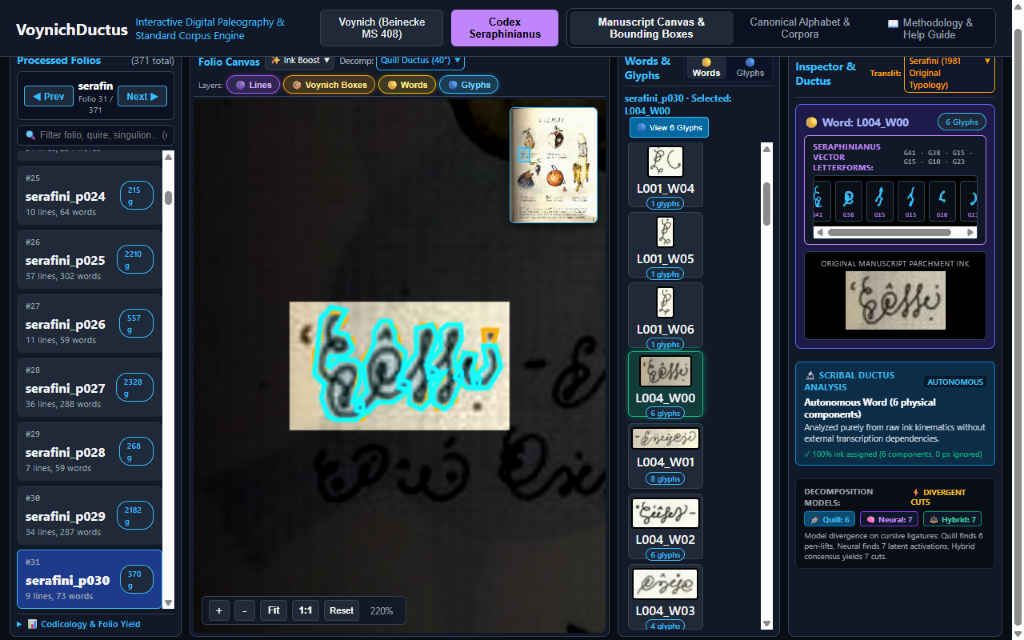 VoynichDuctus
Interactive Digital Paleography & Standard Corpus Engine
Voynich (Beinecke MS 408)
Codex Seraphinianus
Manuscript Canvas & Bounding Boxes
Canonical Alphabet & Corpora
📖 Methodology & Help Guide
Processed Folios (371 total)
◀ Prev
serafini
Folio 31 / 371
Next ▶
🔍 Filter folio, quire, singulion... (
#25
serafini_p024
10 lines, 64 words
215 g
#26
serafini_p025
37 lines, 302 words
2210 g
#27
serafini_p026
11 lines, 59 words
557 g
#28
serafini_p027
36 lines, 288 words
2328 g
#29
serafini_p028
7 lines, 59 words
268 g
#30
serafini_p029
34 lines, 287 words
2182 g
#31
serafini_p030
9 lines, 73 words
370 g
▶ 📊 Codicology & Folio Yield
Folio Canvas
✨ Ink Boost ▼
Decomp:
Quill Ductus (40°) ▼
Layers:
Lines
Voynich Boxes
Words
Glyphs
+
-
Fit
1:1
Reset
220%
Words & Glyphs
Words
Glyphs
serafini_p030 · Selected: L004_W00
View 6 Glyphs
L001_W04
1 glyphs
L001_W05
1 glyphs
L001_W06
1 glyphs
L004_W00
6 glyphs
L004_W01
8 glyphs
L004_W02
6 glyphs
L004_W03
4 glyphs
Inspector & Ductus
Translit:
Serafini (1981 Original Typology) ▼
Word: L004_W00
6 Glyphs
SERAPHINIANUS VECTOR LETTERFORMS:
G41 · G38 · G15 · G15 · G10 · G23
G38
G15
G15
G10
ORIGINAL MANUSCRIPT PARCHMENT INK
🔬 SCRIBAL DUCTUS ANALYSIS
AUTONOMOUS
Autonomous Word (6 physical components)
Analyzed purely from raw ink kinematics without external transcription dependencies.
✓ 100% ink assigned (6 components, 0 px ignored)
DECOMPOSITION MODELS:
⚡ DIVERGENT CUTS
Quill: 6
Neural: 7
Hybrid: 7
Model divergence on cursive ligatures: Quill finds 6 pen-lifts, Neural finds 7 latent activations, Hybrid consensus yields 7 cuts.